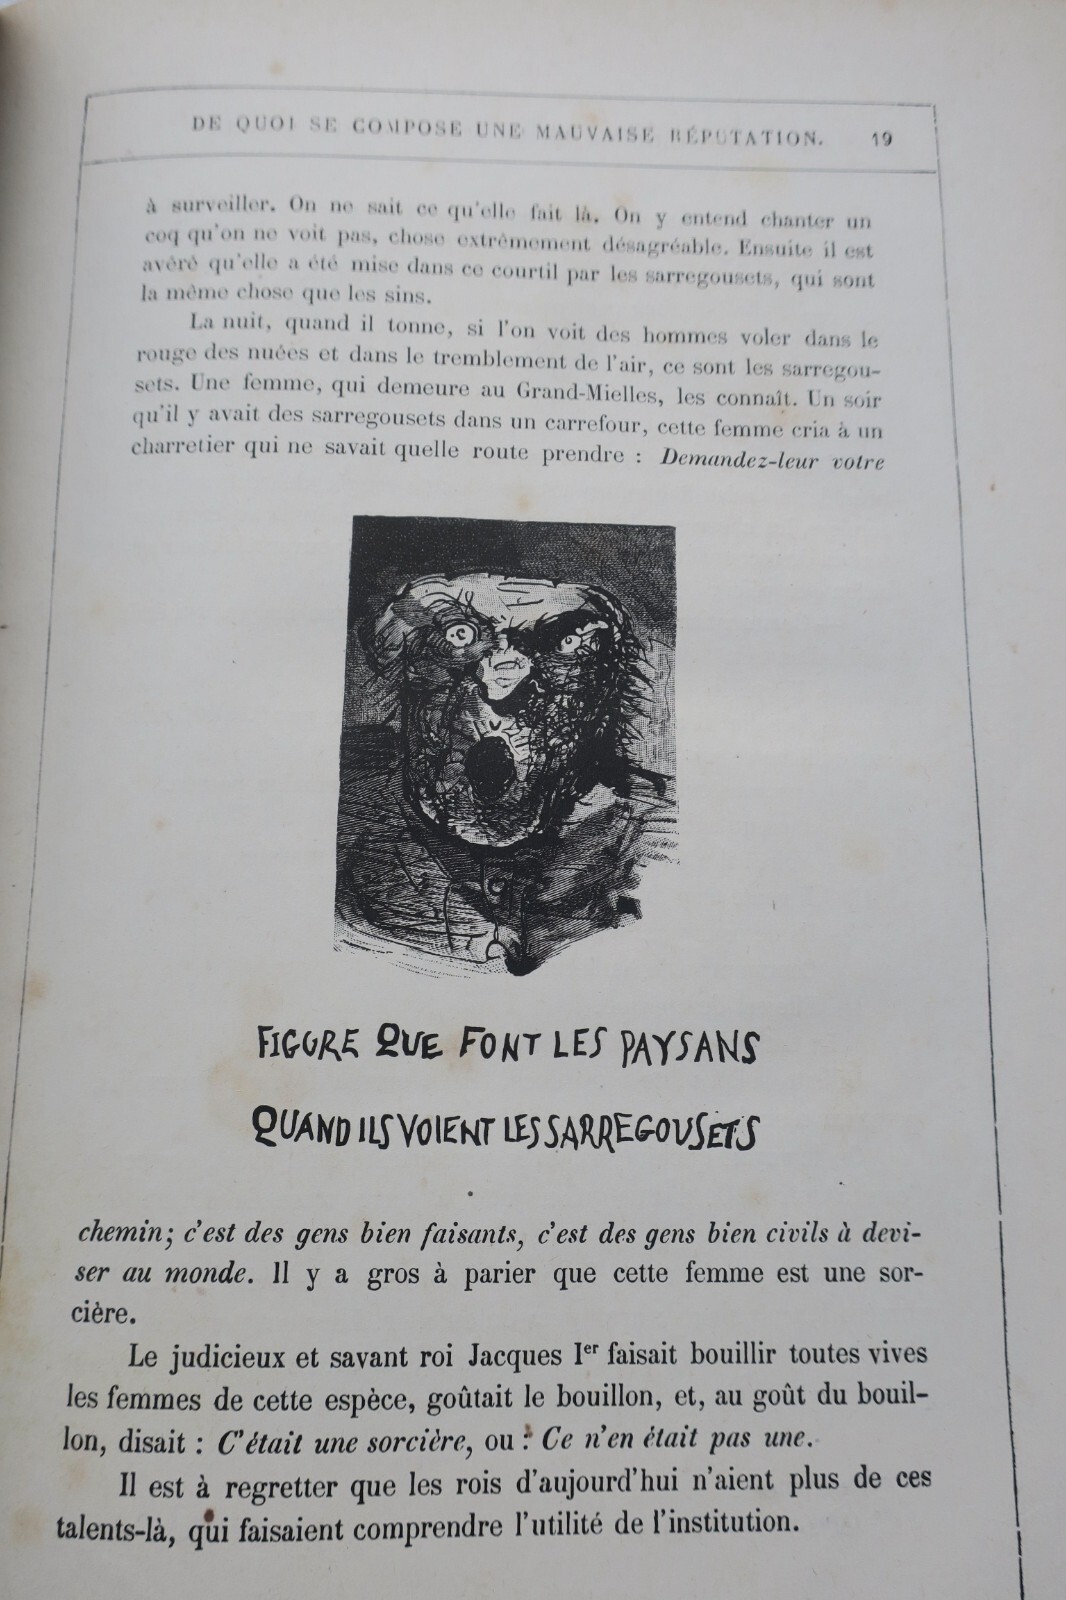 DE QUOI SE COMPOSE UNE MAUVAISE RÉPUTATION. 19
à surveiller. On ne sait ce qu'elle fait là. On y entend chanter un
coq qu'on ne voit pas, chose extrêmement désagréable. Ensuite il est
avéré qu'elle a été mise dans ce courtil par les sarregousets, qui sont
la même chose que les sins.
La nuit, quand il tonne, si l'on voit des hommes voler dans le
rouge des nuées et dans le tremblement de l'air, ce sont les sarregou-
sets. Une femme, qui demeure au Grand-Mielles, les connaît. Un soir
qu'il y avait des sarregousets dans un carrefour, cette femme cria à un
charretier qui ne savait quelle route prendre : Demandez-leur votre
FIGURE QUE FONT LES PAYSANS
QUAND ILS VOIENT LES SARREGOUSETS
chemin; c'est des gens bien faisants, c'est des gens bien civils à devi-
ser au monde. Il y a gros à parier que cette femme est une sor-
cière.
Le judicieux et savant roi Jacques Ier faisait bouillir toutes vives
les femmes de cette espèce, goûtait le bouillon, et, au goût du bouil-
lon, disait : C'était une sorcière, ou : Ce n'en était pas une.
Il est à regretter que les rois d'aujourd'hui n'aient plus de ces
talents-là, qui faisaient comprendre l'utilité de l'institution.